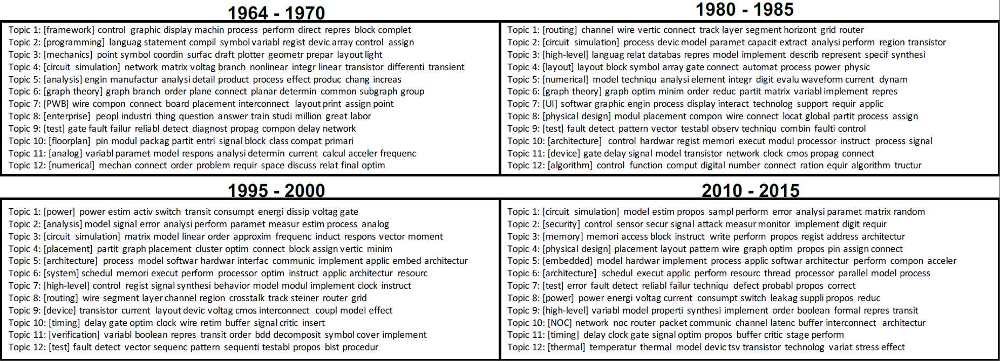 1964 - 1970
Topic 1: [framework] control graphic display machin process perform direct repres block complet
Topic 2: [programming] languag statement compil symbol variabl regist devic array control assign
Topic 3: [mechanics] point symbol coordin surfac draft plotter geometr prepar layout light
Topic 4: [circuit simulation] network matrix voltag branch nonlinear integr linear transistor differenti transient
Topic 5: [analysis] engin manufactur analysi detail product process effect produc chang increas
Topic 6: [graph theory] graph branch order plane connect planar determin common subgraph group
Topic 7: [PWB] wire compon connect board placement interconnect layout print assign point
Topic 8: [enterprise] peopl industri thing question answer train studi million great labor
Topic 9: [test] gate fault failur reliabl detect diagnost propag compon delay network
Topic 10: [floorplan] pin modul packag partit entri signal block class compat primari
Topic 11: [analog] variabl paramet model respons analysi determin current calcul acceler frequenc
Topic 12: [numerical] mechan connect order problem requir space discuss relat final optim
1980 - 1985
Topic 1: [routing] channel wire vertic connect track layer segment horizont grid router
Topic 2: [circuit simulation] process devic model paramet capacit extract analysi perform region transistor
Topic 3: [high-level] languag relat databas repres model implement describ represent specif synthesi
Topic 4: [layout] layout block symbol array gate connect automat process power physic
Topic 5: [numerical] model techniqu analysi element integr digit evalu waveform current dynam
Topic 6: [graph theory] graph optim minim order reduc partit matrix variabl implement repres
Topic 7: [UI] softwar graphic engin process display interact technolog support requir applic
Topic 8: [physical design] modul placement compon wire connect locat global partit process assign
Topic 9: [test] fault detect pattern vector testabl observ techniqu combin faulti control
Topic 10: [architecture] control hardwar regist memori execut modul processor instruct process signal
Topic 11: [device] gate delay signal model transistor network clock cmos propag connect
Topic 12: [algorithm] control function comput digital number connect ration equir algorithm tructur
1995 - 2000
Topic 1: [power] power estim activ switch transit consumpt energi dissip voltag gate
Topic 2: [analysis] model signal error analysi perform paramet measur estim process analog
Topic 3: [circuit simulation] matrix model linear order approxim frequenc induct respons vector moment
Topic 4: [placement] partit graph placement cluster optim connect block assign vertic minim
Topic 5: [architecture] process model softwar hardwar interfac communic implement applic embed architectur
Topic 6: [system] schedul memori execut perform processor optim instruct applic architectur resourc
Topic 7: [high-level] control regist signal synthesi behavior model modul implement clock instruct
Topic 8: [routing] wire segment layer channel region crosstalk track steiner router grid
Topic 9: [device] transistor current layout devic voltag cmos interconnect coupl model effect
Topic 10: [timing] delay gate optim clock wire retim buffer signal critic insert
Topic 11: [verification] variabl boolean repres transit order bdd decomposit symbol cover implement
Topic 12: [test] fault detect vector sequenc pattern sequenti testabl propos bist procedur
2010 - 2015
Topic 1: [circuit simulation] model estim propos sampl perform error analysi paramet matrix random
Topic 2: [security] control sensor secur signal attack measur monitor implement digit requir
Topic 3: [memory] memori access block instruct write perform propos regist address architectur
Topic 4: [physical design] placement layout pattern wire graph optim propos pin assign connect
Topic 5: [embedded] model hardwar implement process applic softwar architectur perform compon acceler
Topic 6: [architecture] schedul execut applic perform resourc thread processor parallel model process
Topic 7: [test] error fault detect reliabl failur techniqu defect probabl propos correct
Topic 8: [power] power energi voltag current consumpt switch leakag suppli propos reduc
Topic 9: [high-level] variabl model properti synthesi implement order boolean formal repres transit
Topic 10: [NOC] network noc router packet communic channel latenc buffer interconnect architectur
Topic 11: [timing] delay clock gate signal optim propos buffer critic stage perform
Topic 12: [thermal] temperatur thermal model devic tsv transistor technolog variat stress effect